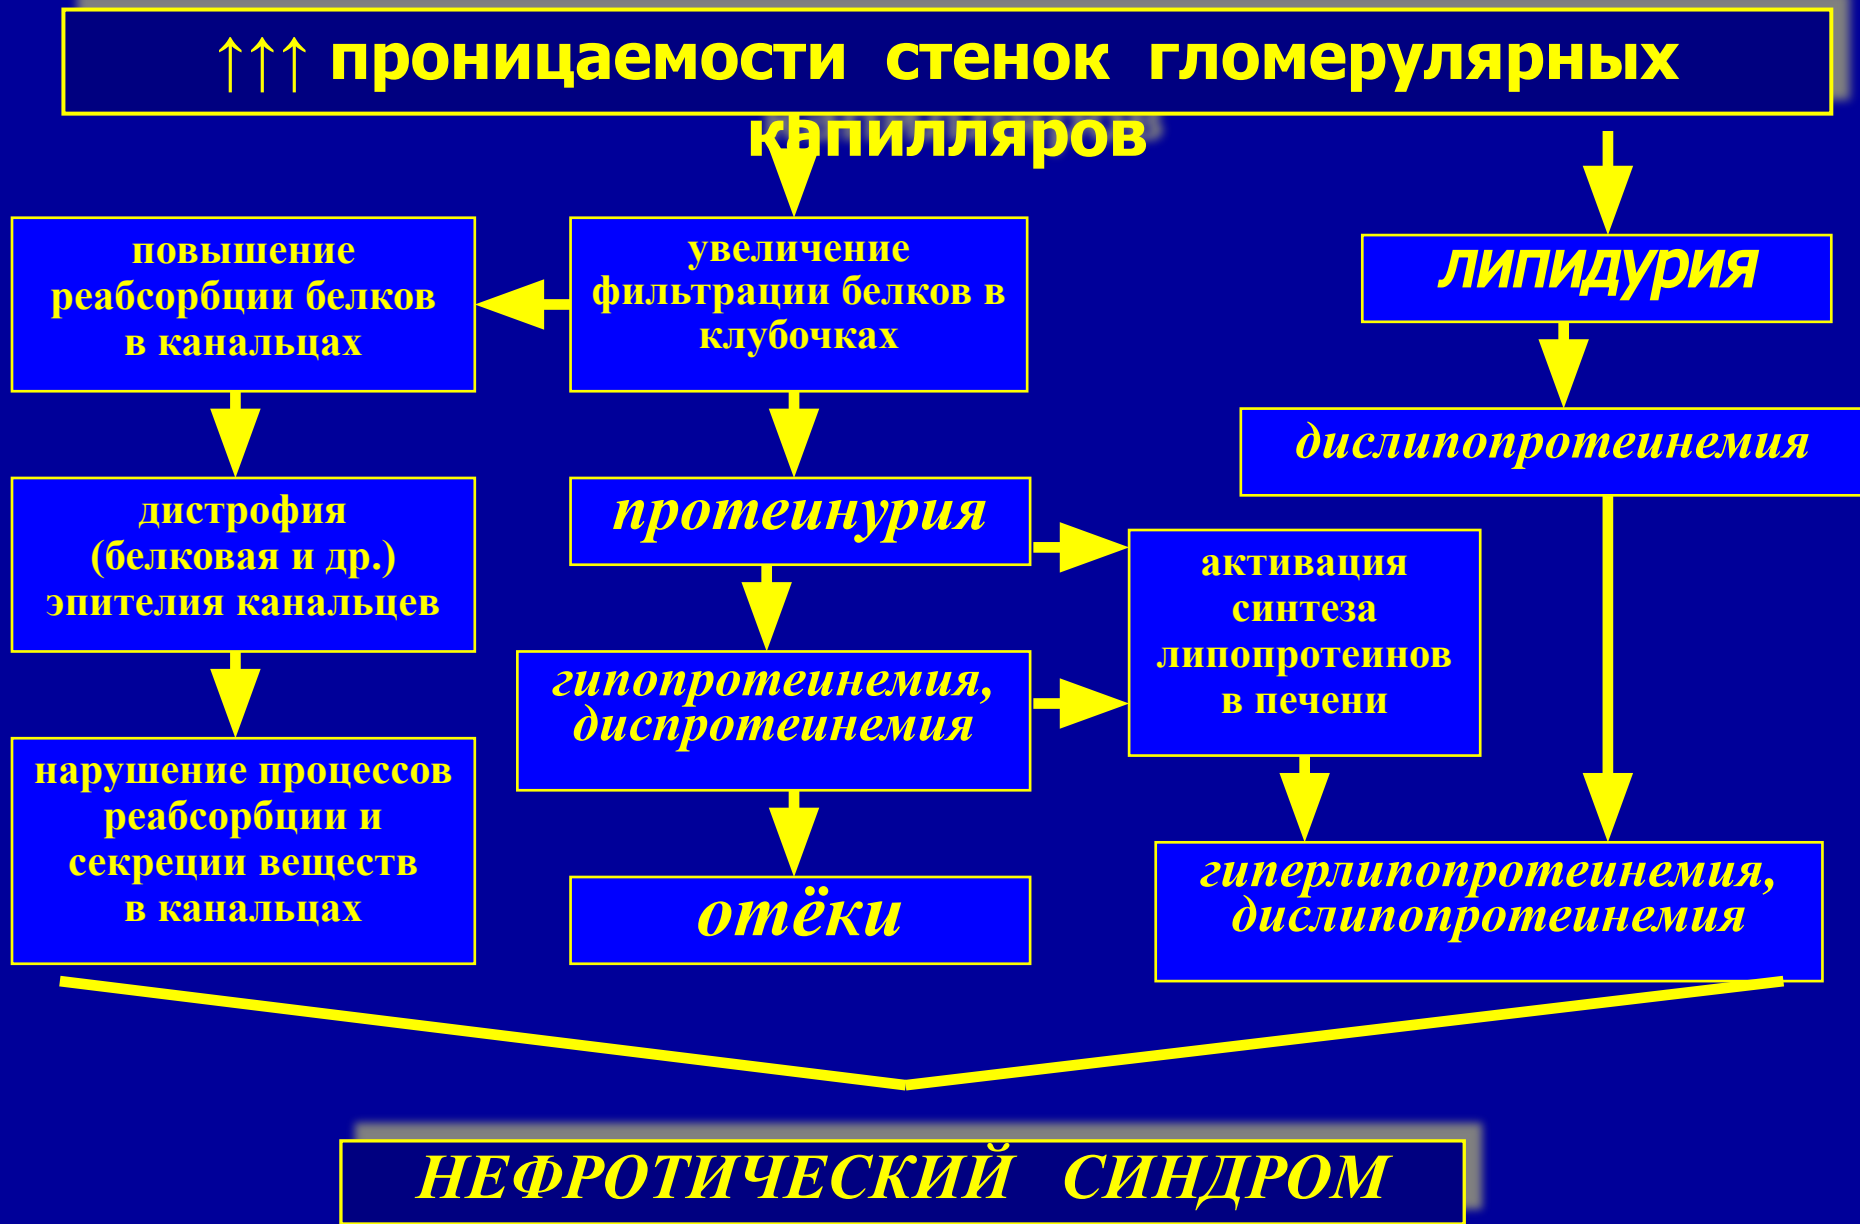 ↑↑↑ проницаемости стенок гломерулярных
капилляров
повышение
реабсорбции белков
в канальцах
увеличение
фильтрации белков в
клубочках
липидурия
дислипопротеинемия
дистрофия
(белковая и др.)
эпителия канальцев
протеинурия
активация
синтеза
липопротеинов
в печени
гипопротеинемия,
диспротеинемия
нарушение процессов
реабсорбции и
секреции веществ
в канальцах
отёки
гиперлипопротеинемия,
дислипопротеинемия
НЕФРОТИЧЕСКИЙ СИНДРОМ